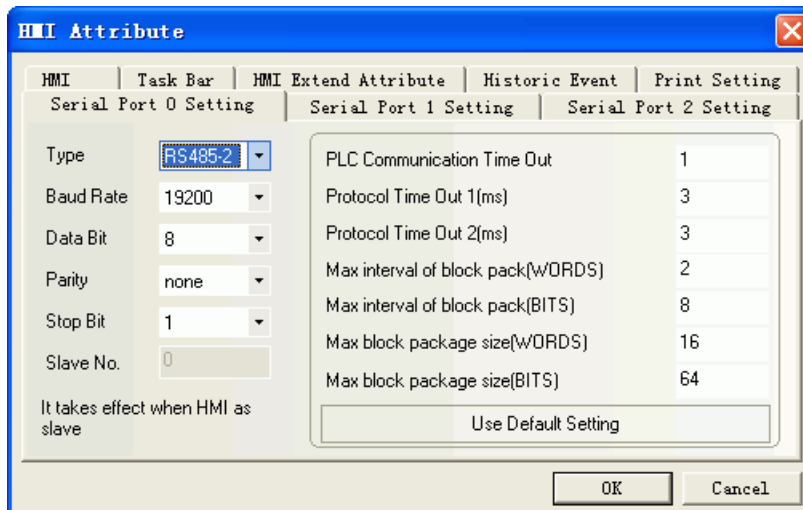 HMI Attribute
HMI Task Bar HMI Extend Attribute Historic Event Print Setting
Serial Port 0 Setting Serial Port 1 Setting Serial Port 2 Setting
Type RS485-2
Baud Rate 19200
Data Bit 8
Parity none
Stop Bit 1
Slave No. 0
It takes effect when HMI as
slave
PLC Communication Time Out 1
Protocol Time Out 1(ms) 3
Protocol Time Out 2(ms) 3
Max interval of block pack(WORDS) 2
Max interval of block pack(BITS) 8
Max block package size(WORDS) 16
Max block package size(BITS) 64
Use Default Setting
OK Cancel